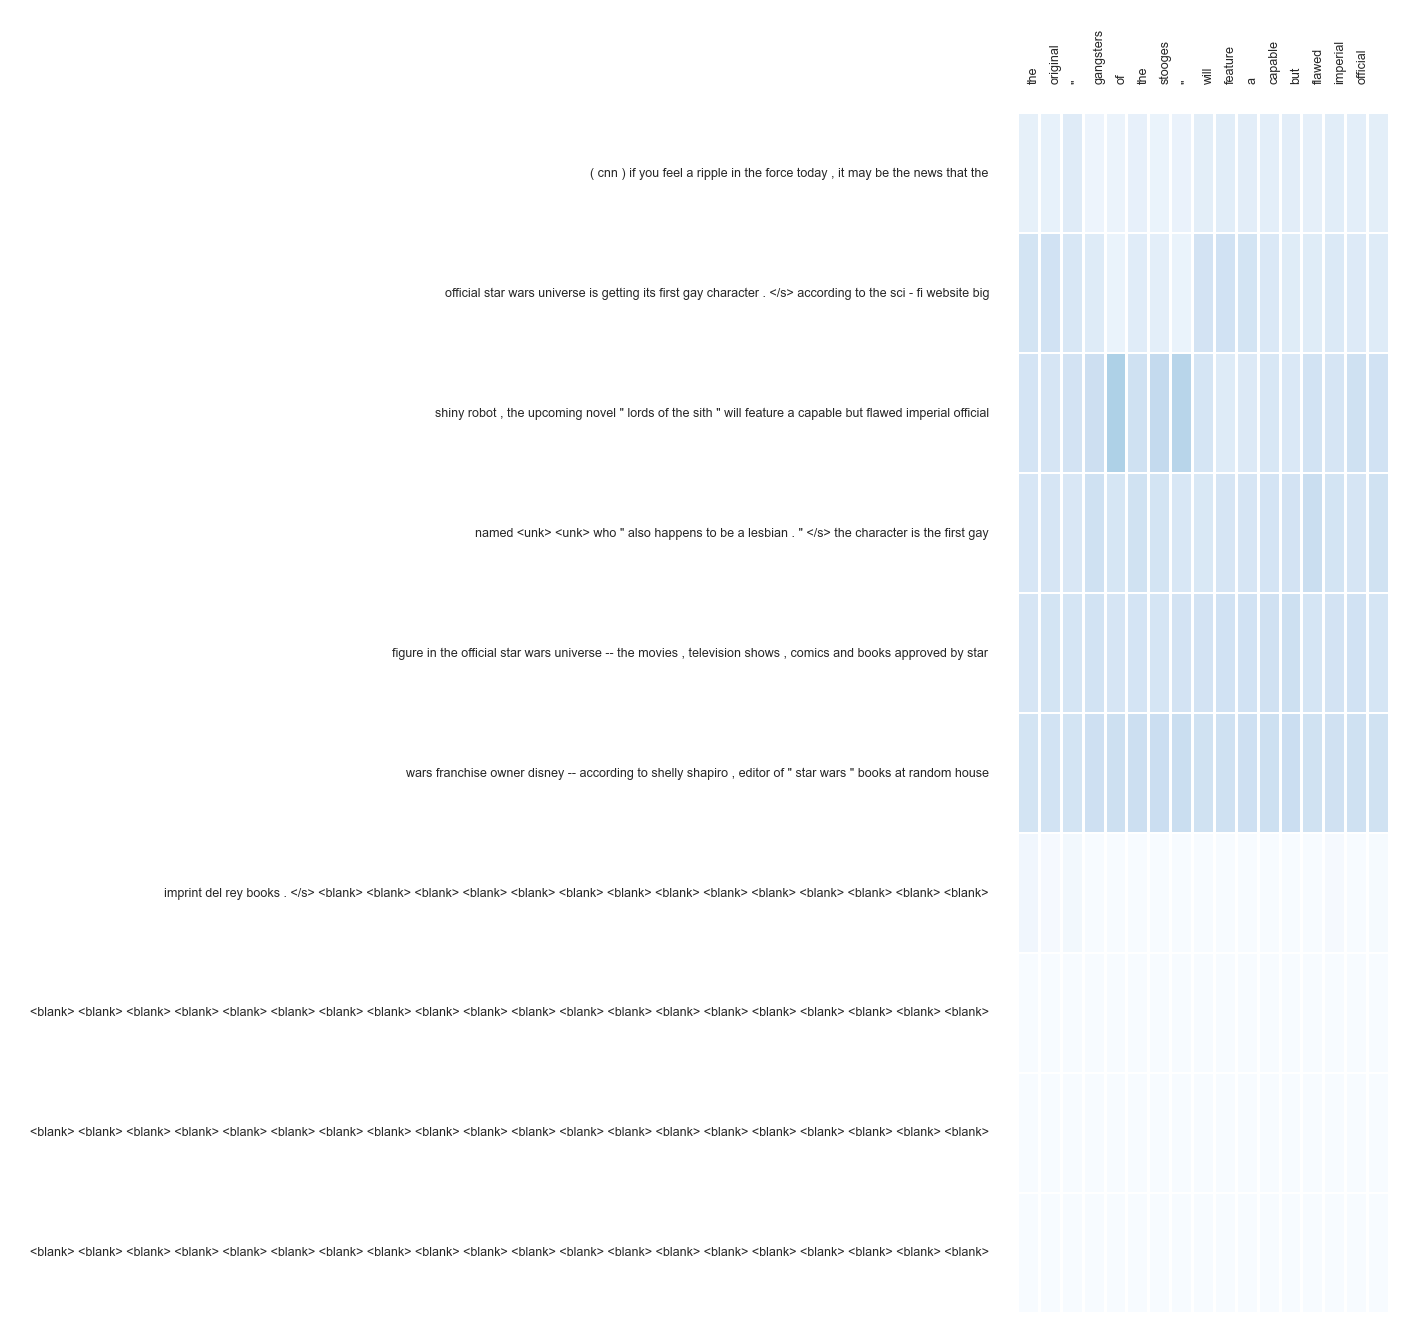 the
original
"
gangsters
of
the
stooges
"
will
feature
a
capable
but
flawed
imperial
official
( cnn ) if you feel a ripple in the force today , it may be the news that the
official star wars universe is getting its first gay character . </s> according to the sci - fi website big
shiny robot , the upcoming novel " lords of the sith " will feature a capable but flawed imperial official
named <unk> <unk> who " also happens to be a lesbian . " </s> the character is the first gay
figure in the official star wars universe -- the movies , television shows , comics and books approved by star
wars franchise owner disney -- according to shelly shapiro , editor of " star wars " books at random house
imprint del rey books . </s> <blank> <blank> <blank> <blank> <blank> <blank> <blank> <blank> <blank> <blank> <blank> <blank> <blank> <blank>
<blank> <blank> <blank> <blank> <blank> <blank> <blank> <blank> <blank> <blank> <blank> <blank> <blank> <blank> <blank> <blank> <blank> <blank> <blank> <blank>
<blank> <blank> <blank> <blank> <blank> <blank> <blank> <blank> <blank> <blank> <blank> <blank> <blank> <blank> <blank> <blank> <blank> <blank> <blank> <blank>
<blank> <blank> <blank> <blank> <blank> <blank> <blank> <blank> <blank> <blank> <blank> <blank> <blank> <blank> <blank> <blank> <blank> <blank> <blank> <blank>